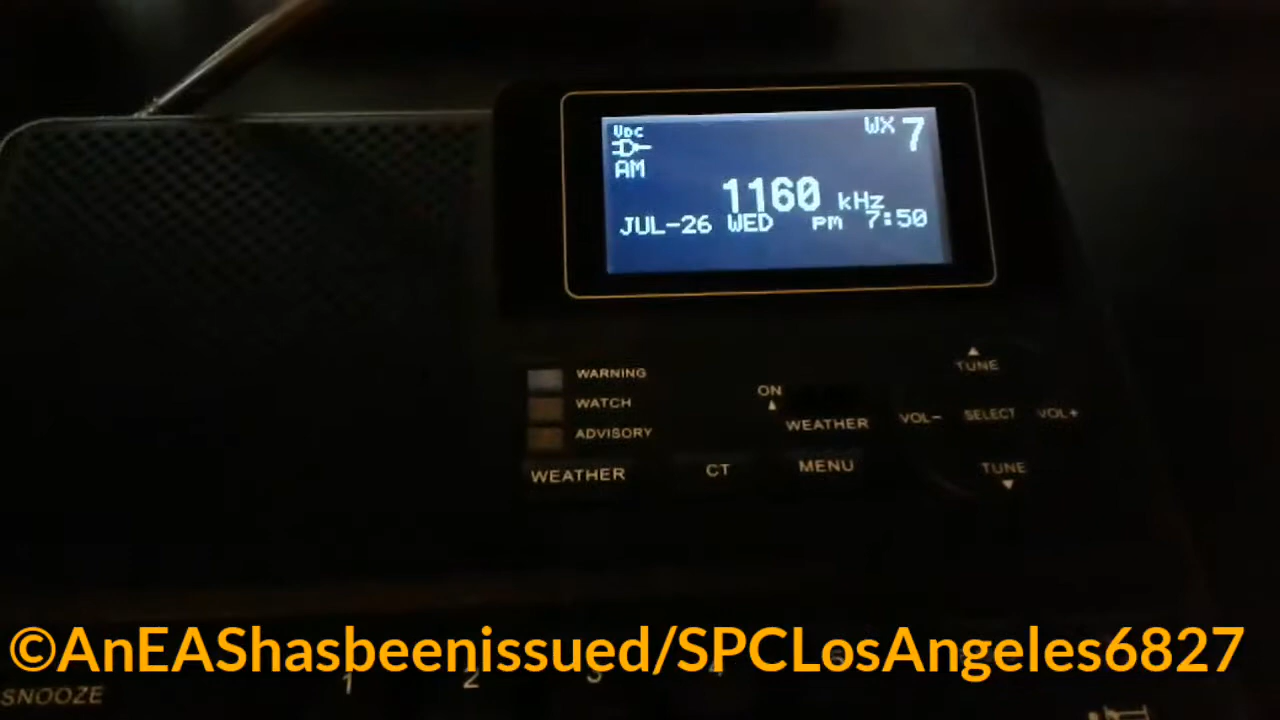 VDC
WX 7
AM
1160 kHz
JUL-26 WED PM 7:50
WARNING
WATCH
ADVISORY
WEATHER
CT
ON
WEATHER
MENU
TUNE
VOL- SELECT VOL+
TUNE
©AnEAShasbeenissued/SPCLosAngeles6827
SNOOZE 1 2 3 4